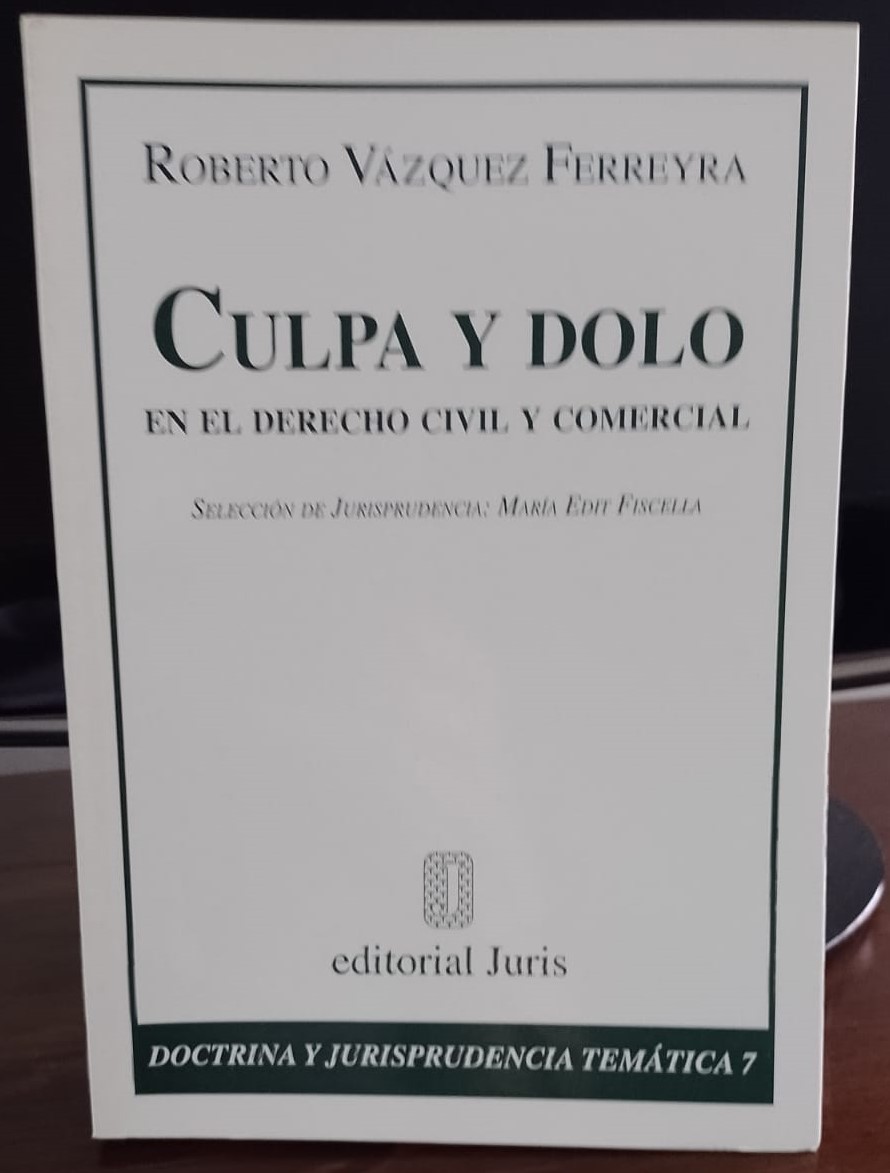 ROBERTO VÁZQUEZ FERREYRA
CULPA Y DOLO
EN EL DERECHO CIVIL Y COMERCIAL
SELECCIÓN DE JURISPRUDENCIA: MARÍA EDIT FISCELLA
editorial Juris
DOCTRINA Y JURISPRUDENCIA TEMÁTICA 7